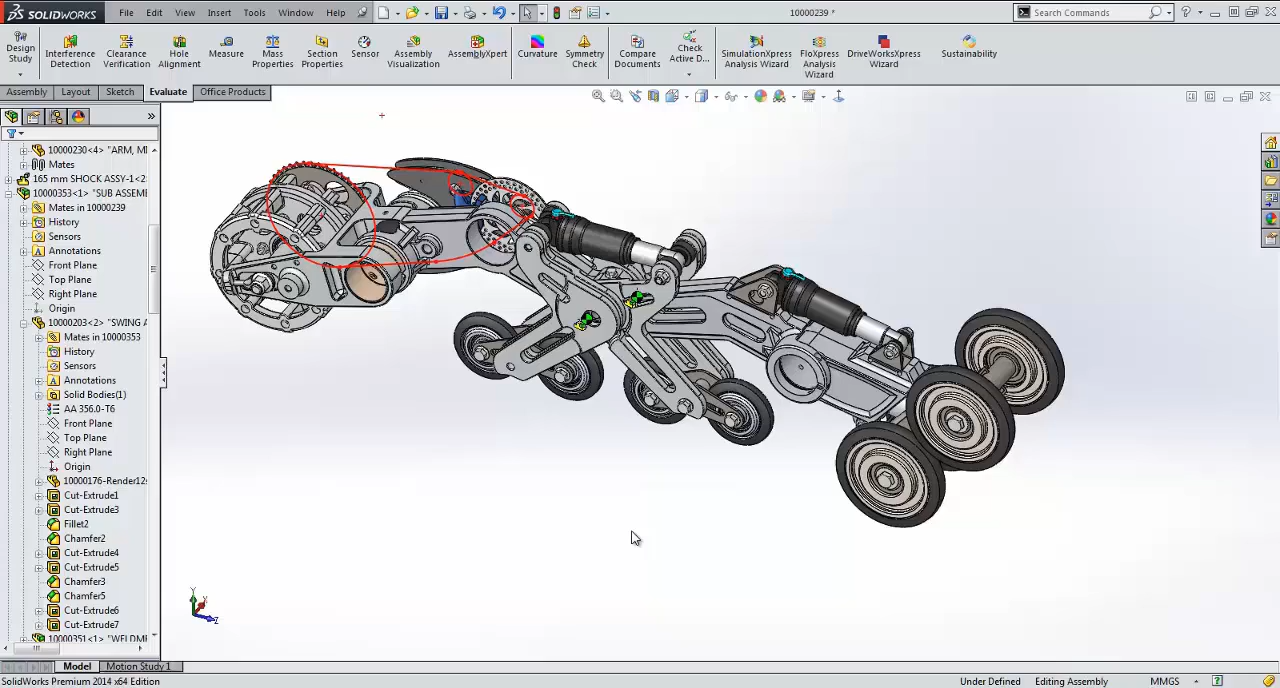 SOLIDWORKS File Edit View Insert Tools Window Help 10000239 * Search Commands
Design Study
Interference Detection
Clearance Verification
Hole Alignment
Measure
Mass Properties
Section Properties
Sensor
Assembly Visualization
AssemblyXpert
Curvature
Symmetry Check
Compare Documents
Check Active D...
SimulationXpress Analysis Wizard
FloXpress Analysis Wizard
DriveWorksXpress Wizard
Sustainability
Assembly Layout Sketch Evaluate Office Products
10000230<4> "ARM, MI
Mates
165 mm SHOCK ASSY-1<2>
10000353<1> "SUB ASSEMB
Mates in 10000239
History
Sensors
Annotations
Front Plane
Top Plane
Right Plane
Origin
10000203<2> "SWING A
Mates in 10000353
History
Sensors
Annotations
Solid Bodies(1)
AA 356.0-T6
Front Plane
Top Plane
Right Plane
Origin
10000176-Render12
Cut-Extrude1
Cut-Extrude3
Fillet2
Chamfer2
Cut-Extrude4
Cut-Extrude5
Chamfer3
Chamfer5
Cut-Extrude6
Cut-Extrude7
10000351<1> "WELDME
Y
X
Z
Model Motion Study 1
SolidWorks Premium 2014 x64 Edition Under Defined Editing Assembly MMGS